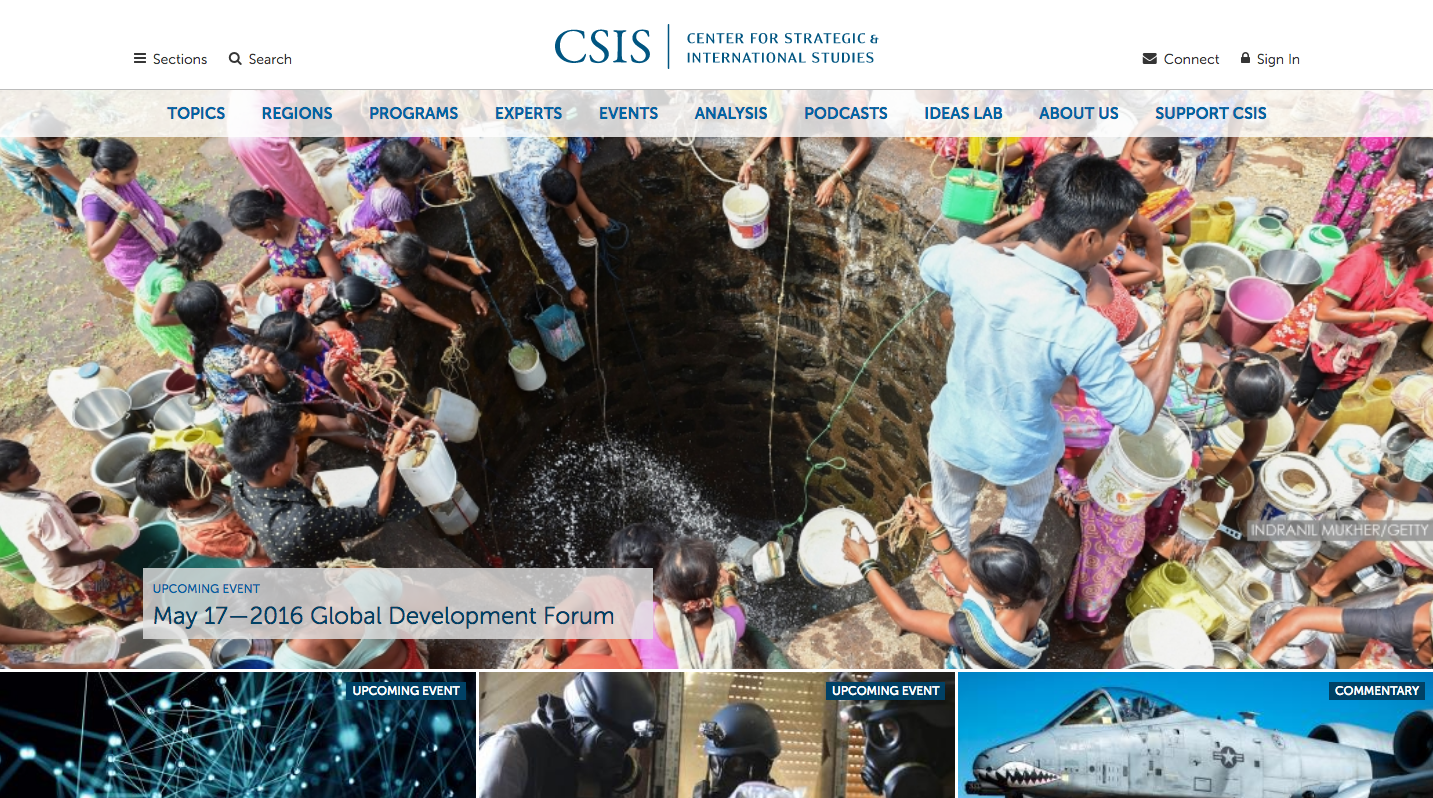 Sections
Search
CSIS
CENTER FOR STRATEGIC &
INTERNATIONAL STUDIES
Connect
Sign In
TOPICS
REGIONS
PROGRAMS
EXPERTS
EVENTS
ANALYSIS
PODCASTS
IDEAS LAB
ABOUT US
SUPPORT CSIS
INDRANIL MUKHER/GETTY
UPCOMING EVENT
May 17—2016 Global Development Forum
UPCOMING EVENT
UPCOMING EVENT
COMMENTARY